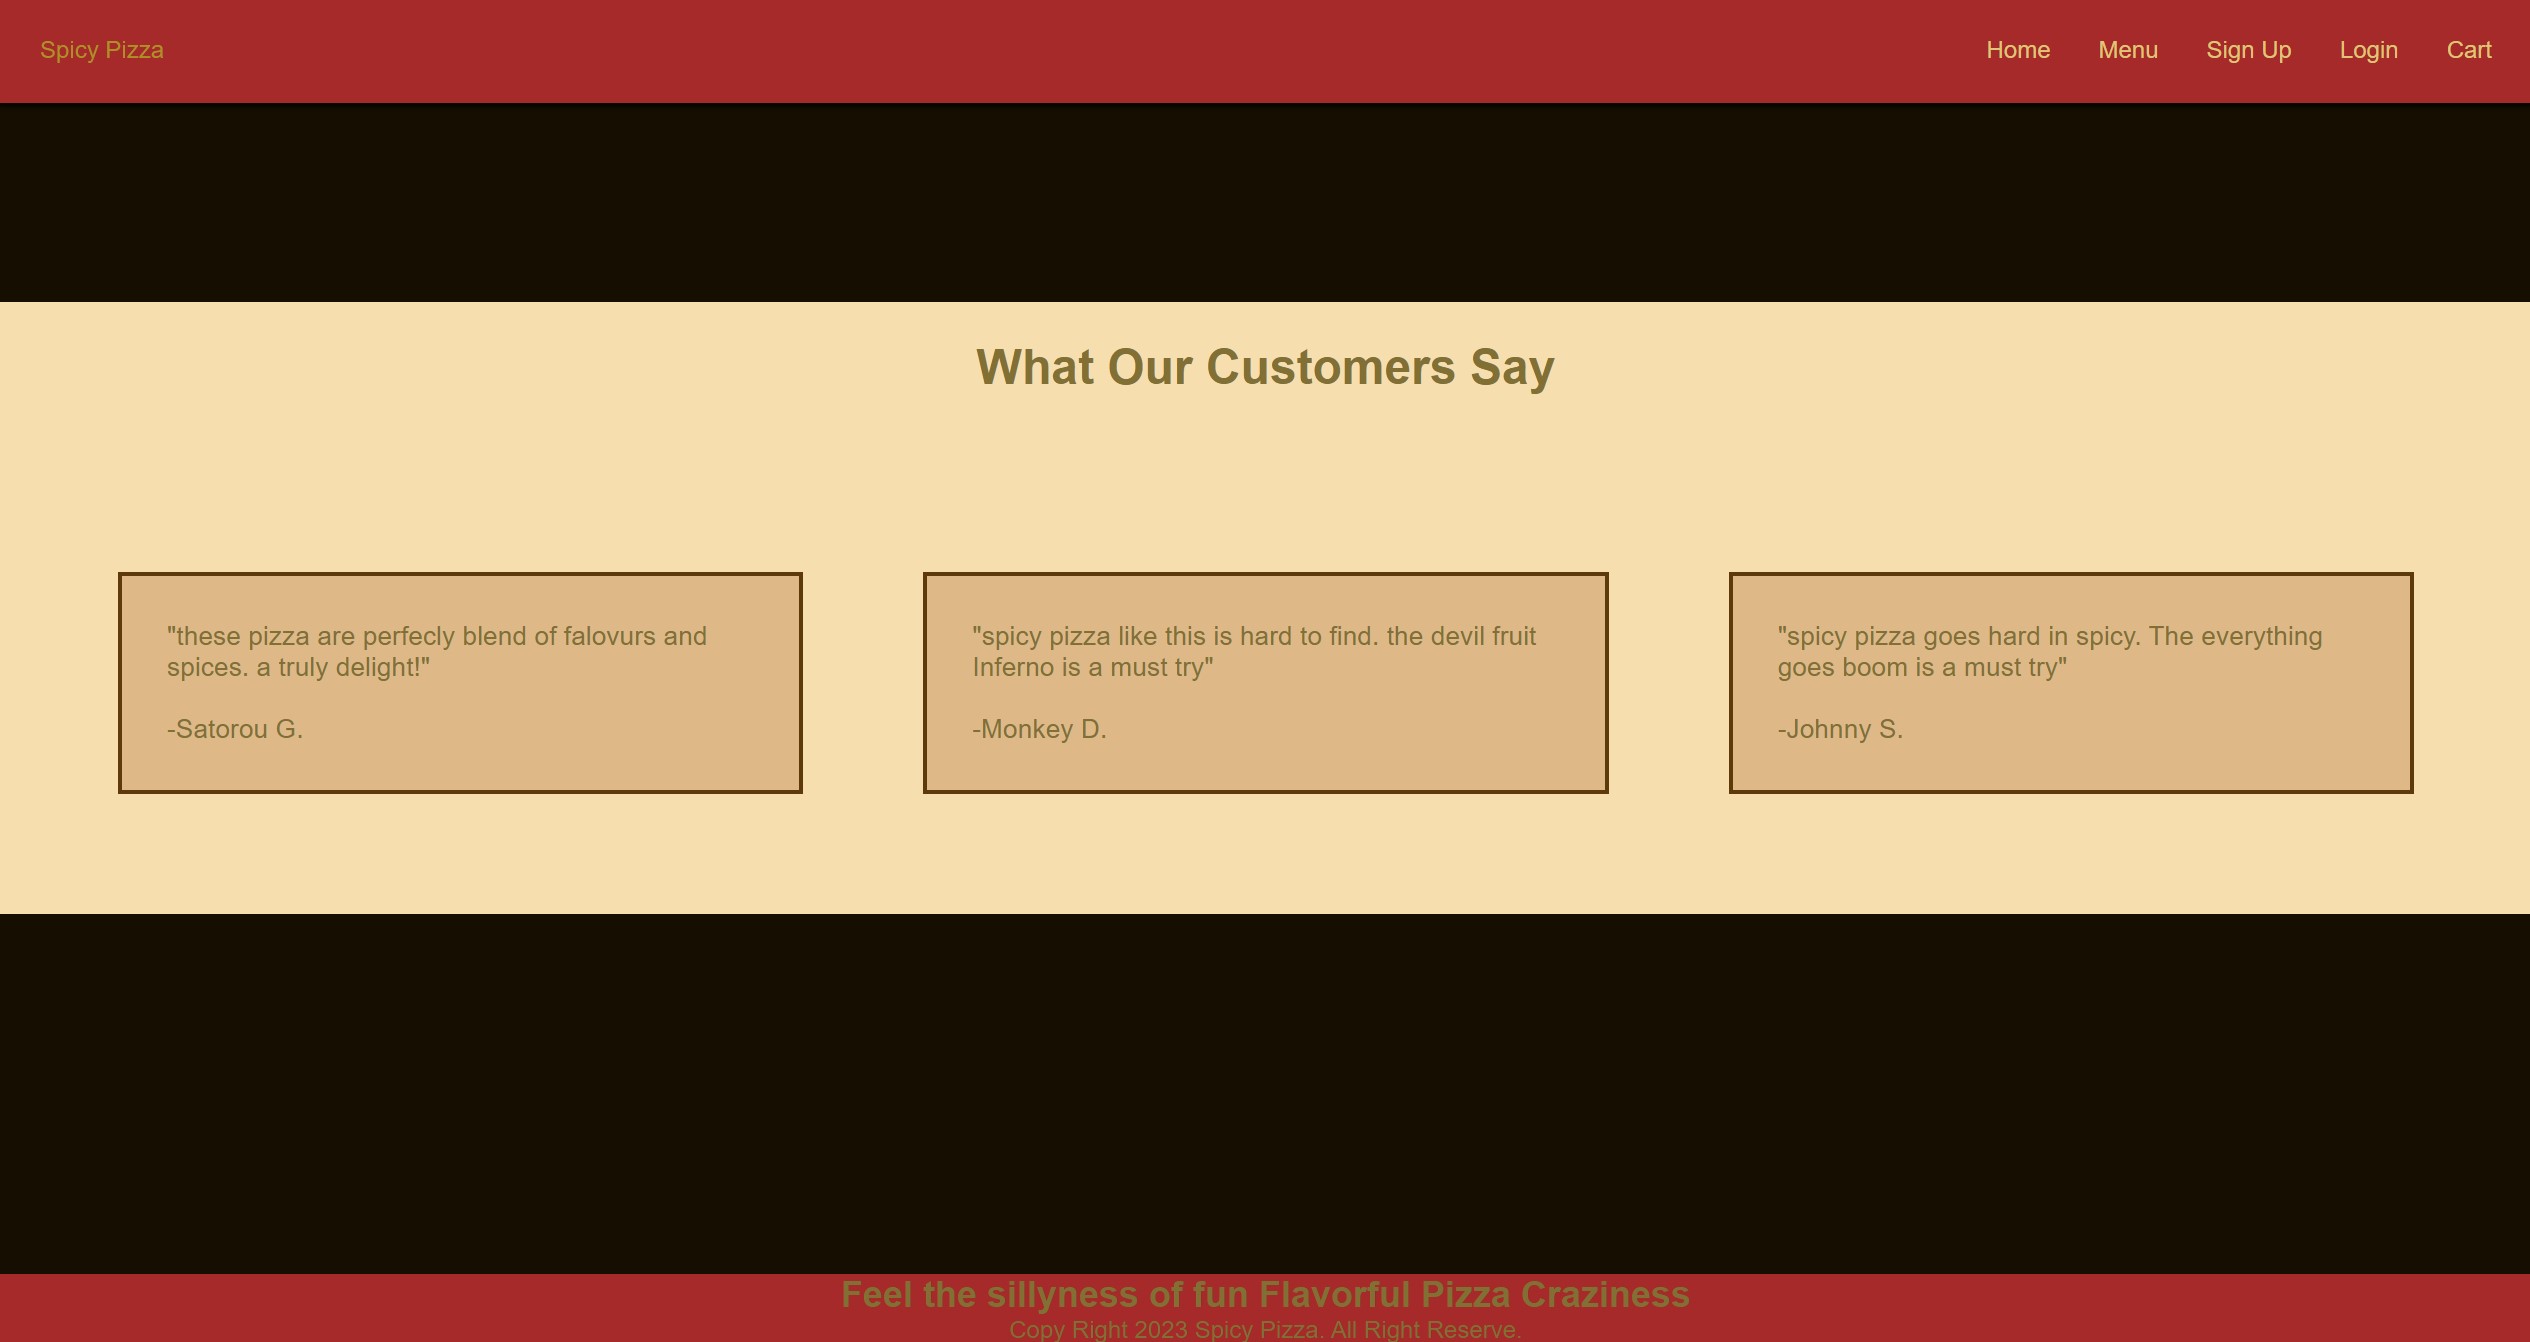 Spicy Pizza
Home Menu Sign Up Login Cart
What Our Customers Say
"these pizza are perfecly blend of falovurs and
spices. a truly delight!"
-Satorou G.
"spicy pizza like this is hard to find. the devil fruit
Inferno is a must try"
-Monkey D.
"spicy pizza goes hard in spicy. The everything
goes boom is a must try"
-Johnny S.
Feel the sillyness of fun Flavorful Pizza Craziness
Copy Right 2023 Spicy Pizza. All Right Reserve.